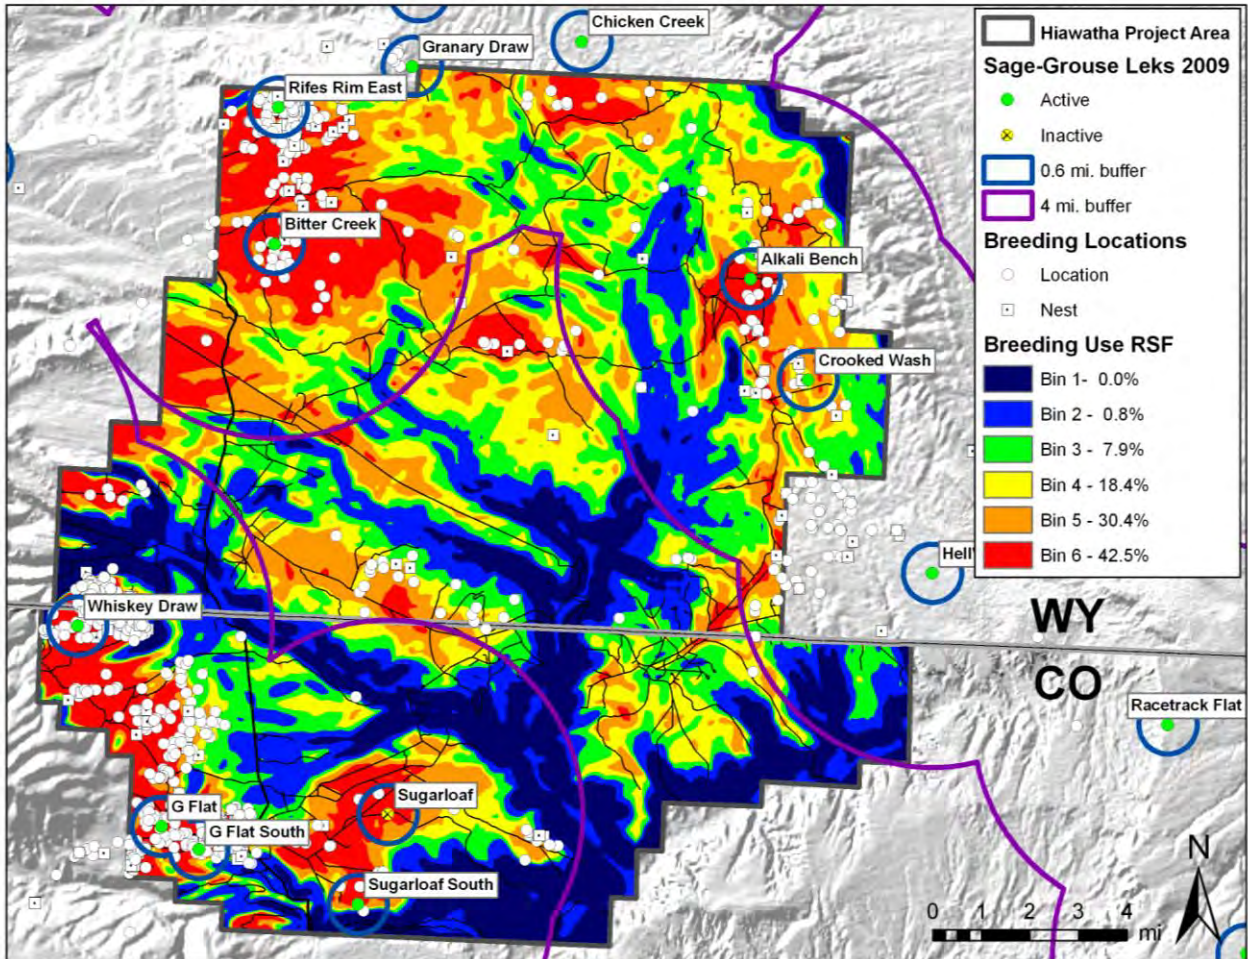 Chicken Creek
Granary Draw
Rifes Rim East
Bitter Creek
Alkali Bench
Crooked Wash
Hell'
Whiskey Draw
Racetrack Flat
G Flat
G Flat South
Sugarloaf
Sugarloaf South
WY
CO
Hiawatha Project Area
Sage-Grouse Leks 2009
Active
Inactive
0.6 mi. buffer
4 mi. buffer
Breeding Locations
Location
Nest
Breeding Use RSF
Bin 1- 0.0%
Bin 2 - 0.8%
Bin 3 - 7.9%
Bin 4 - 18.4%
Bin 5 - 30.4%
Bin 6 - 42.5%
N
0 1 2 3 4
mi